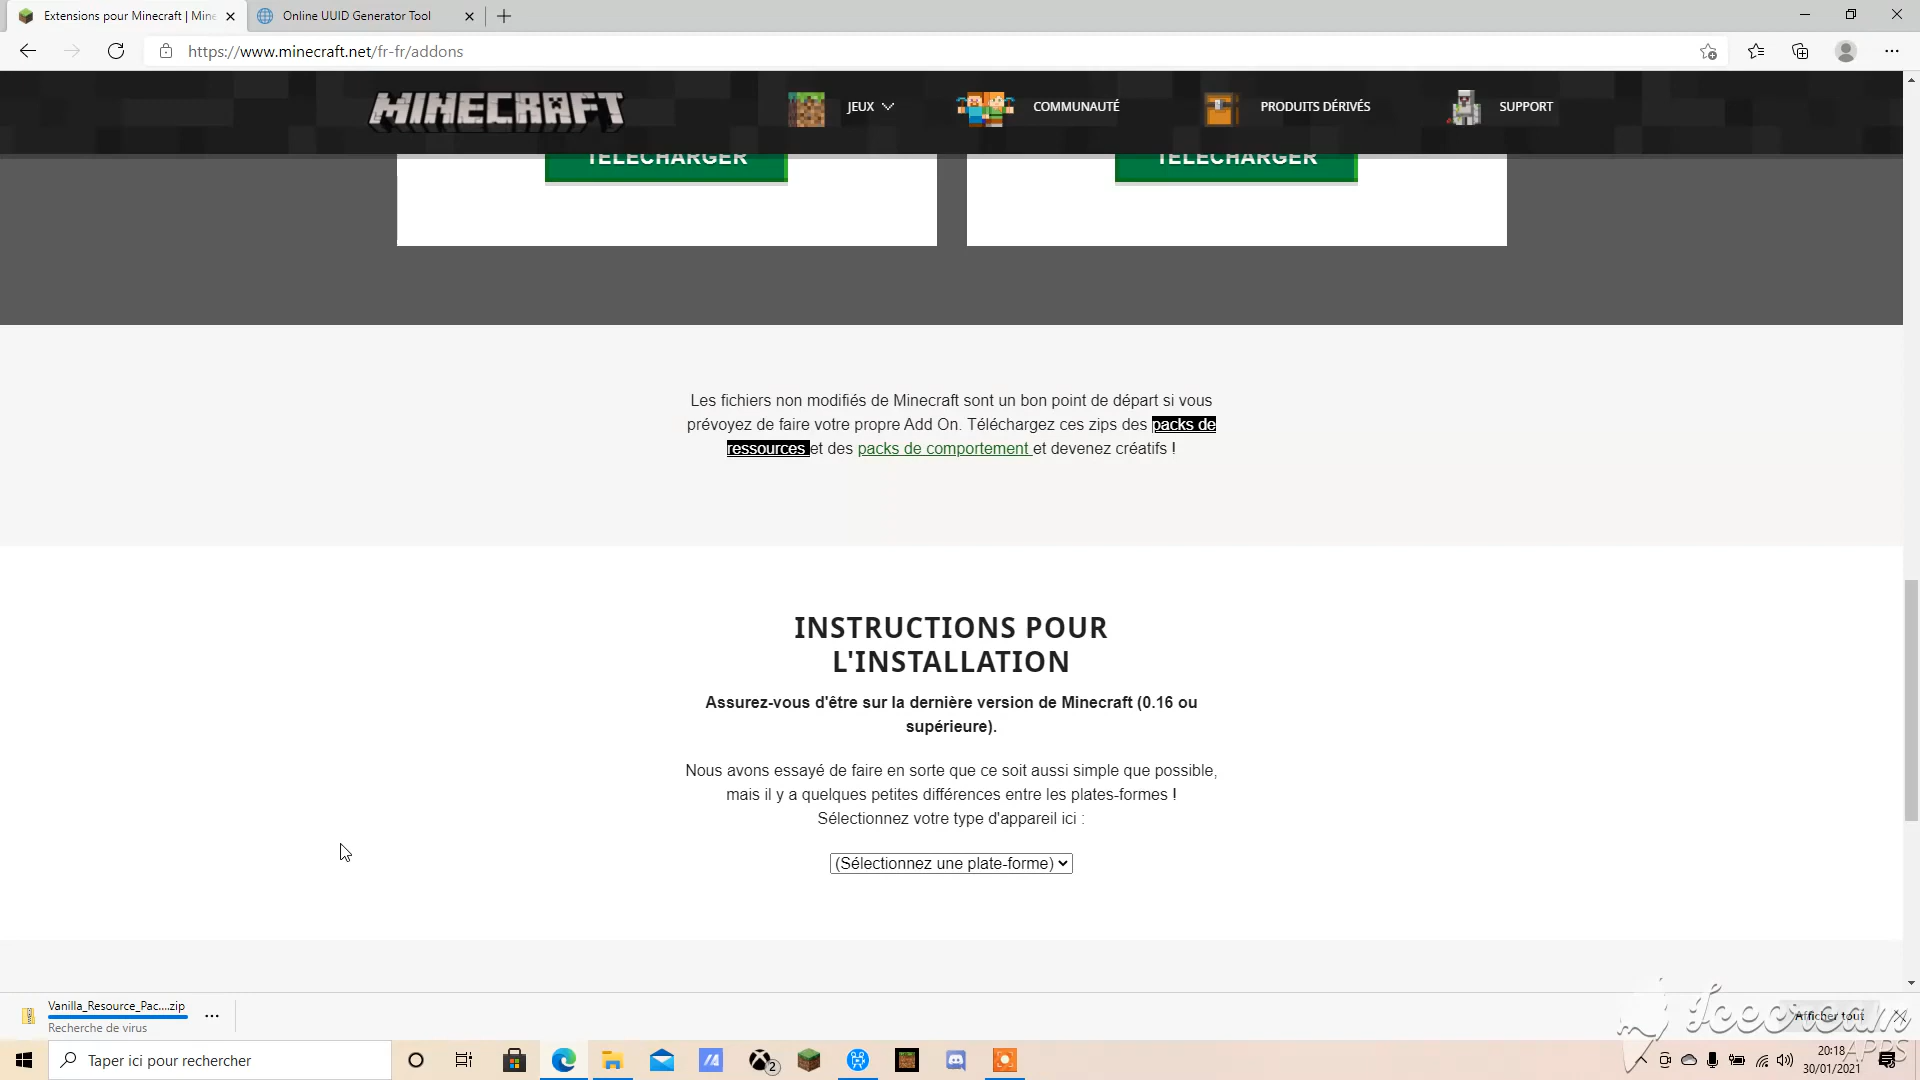 Extensions pour Minecraft | Mine
Online UUID Generator Tool
https://www.minecraft.net/fr-fr/addons
MINECRAFT
JEUX
COMMUNAUTÉ
PRODUITS DÉRIVÉS
SUPPORT
TÉLÉCHARGER
TÉLÉCHARGER
Les fichiers non modifiés de Minecraft sont un bon point de départ si vous
prévoyez de faire votre propre Add On. Téléchargez ces zips des packs de
ressources et des packs de comportement et devenez créatifs !
INSTRUCTIONS POUR
L'INSTALLATION
Assurez-vous d'être sur la dernière version de Minecraft (0.16 ou
supérieure).
Nous avons essayé de faire en sorte que ce soit aussi simple que possible,
mais il y a quelques petites différences entre les plates-formes !
Sélectionnez votre type d'appareil ici :
(Sélectionnez une plate-forme)
Vanilla_Resource_Pac....zip
Recherche de virus
Afficher tout
Icecream
APPS
Taper ici pour rechercher
2
20:18
30/01/2021